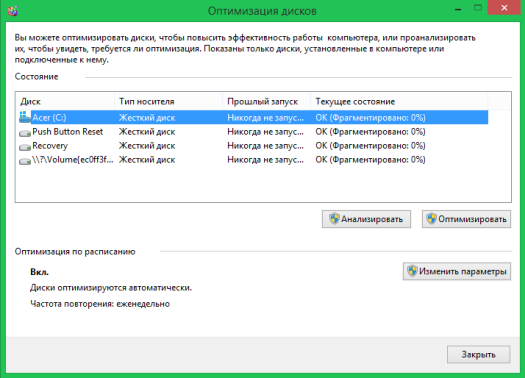 Оптимизация дисков
Вы можете оптимизировать диски, чтобы повысить эффективность работы компьютера, или проанализировать
их, чтобы увидеть, требуется ли оптимизация. Показаны только диски, установленные в компьютере или
подключенные к нему.
Состояние
Диск Тип носителя Прошлый запуск Текущее состояние
Acer (C:) Жесткий диск Никогда не запус... OK (Фрагментировано: 0%)
Push Button Reset Жесткий диск Никогда не запус... OK (Фрагментировано: 0%)
Recovery Жесткий диск Никогда не запус... OK (Фрагментировано: 0%)
\\?\Volume{ec0ff3f... Жесткий диск Никогда не запус... OK (Фрагментировано: 0%)
Анализировать Оптимизировать
Оптимизация по расписанию
Вкл. Изменить параметры
Диски оптимизируются автоматически.
Частота повторения: еженедельно
Закрыть